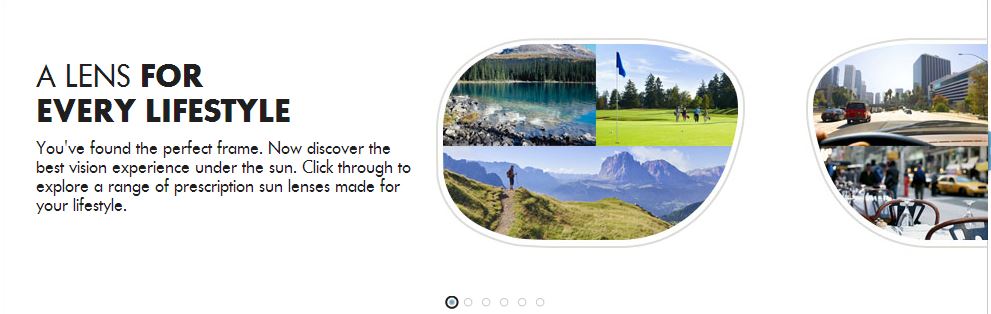 A LENS FOR
EVERY LIFESTYLE
You've found the perfect frame. Now discover the
best vision experience under the sun. Click through to
explore a range of prescription sun lenses made for
your lifestyle.